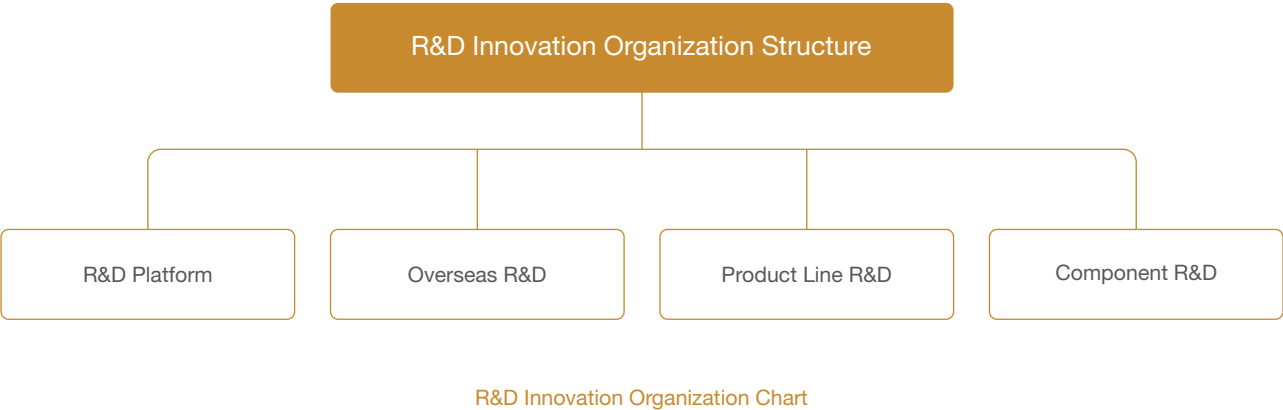 R&D Innovation Organization Structure
R&D Platform
Overseas R&D
Product Line R&D
Component R&D
R&D Innovation Organization Chart